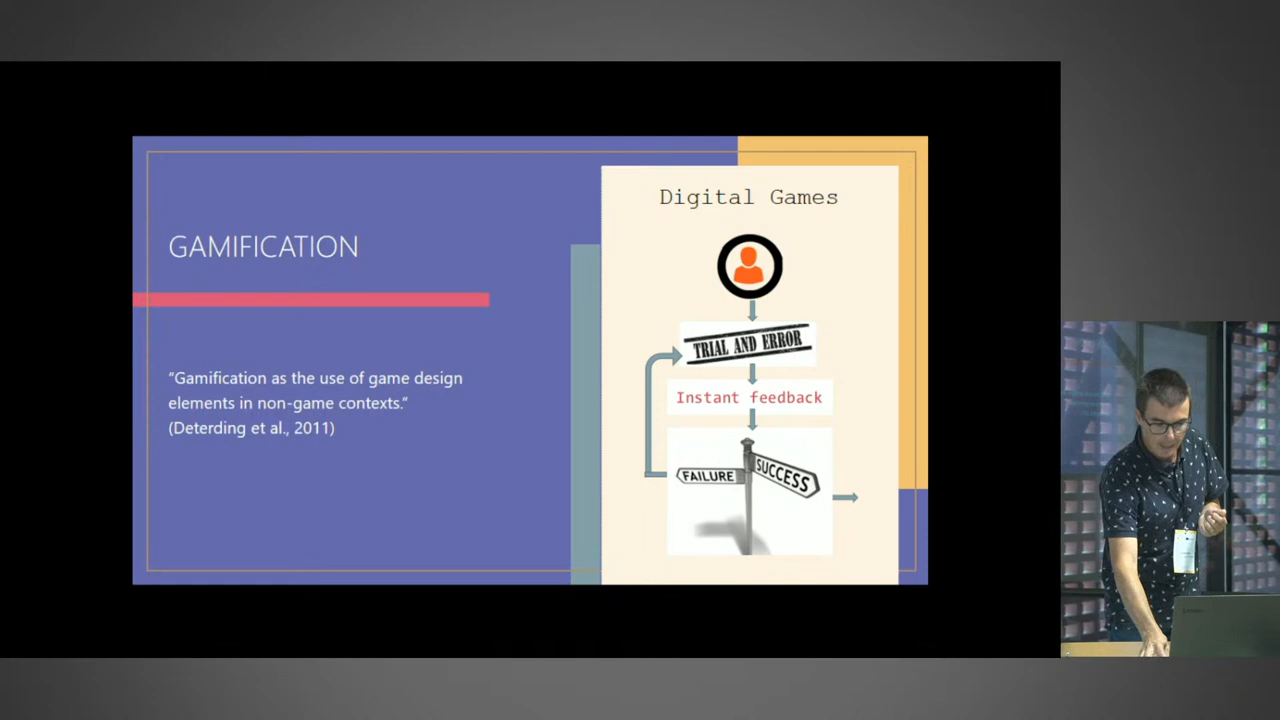 GAMIFICATION
“Gamification as the use of game design
elements in non-game contexts.”
(Deterding et al., 2011)
Digital Games
TRIAL AND ERROR
Instant feedback
FAILURE
SUCCESS